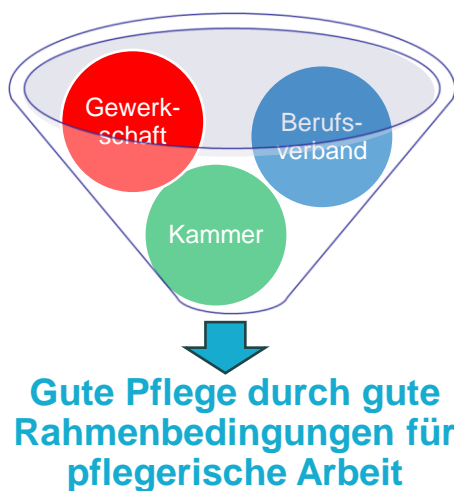 Gewerk-
schaft
Berufs-
verband
Kammer
Gute Pflege durch gute
Rahmenbedingungen für
pflegerische Arbeit